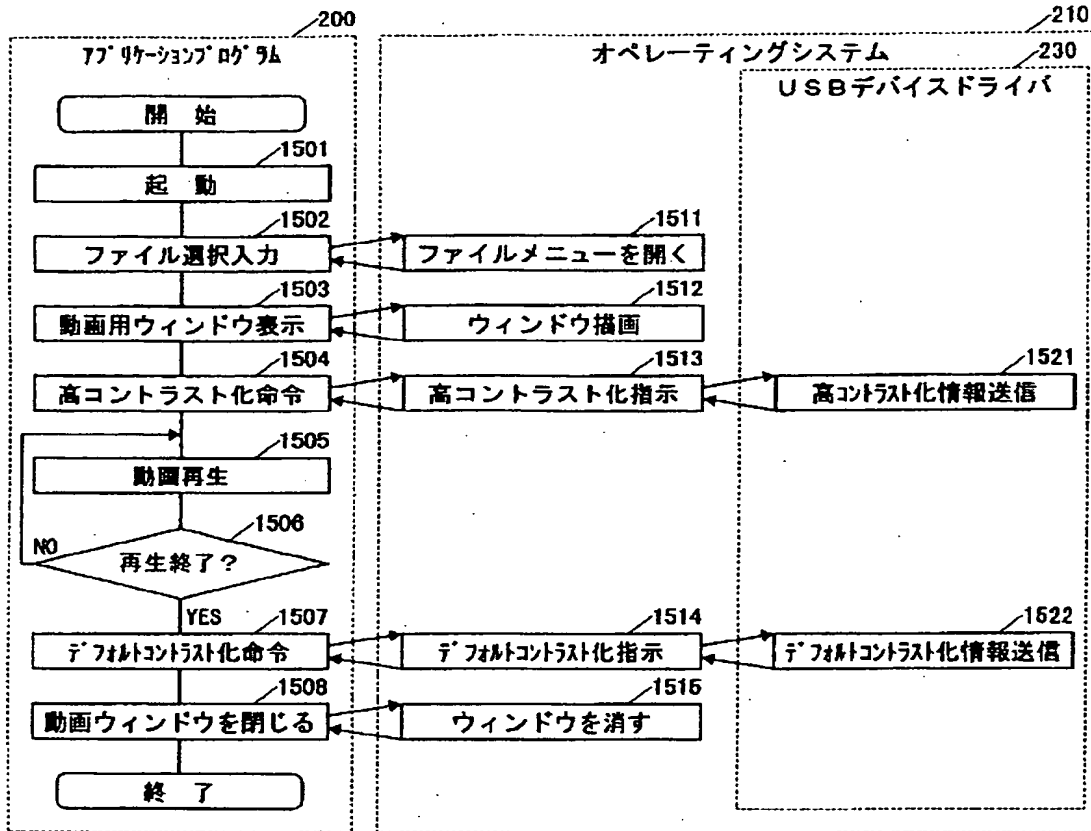 200
210
アプリケーションプログラム
オペレーティングシステム
230
USBデバイスドライバ
開 始
1501
起 動
1502
1511
ファイル選択入力
ファイルメニューを開く
1503
1512
動画用ウィンドウ表示
ウィンドウ描画
1504
1513
1521
高コントラスト化命令
高コントラスト化指示
高コントラスト化情報送信
1505
動画再生
1506
NO
再生終了?
YES
1507
1514
1522
デフォルトコントラスト化命令
デフォルトコントラスト化指示
デフォルトコントラスト化情報送信
1508
1515
動画ウィンドウを閉じる
ウィンドウを消す
終 了